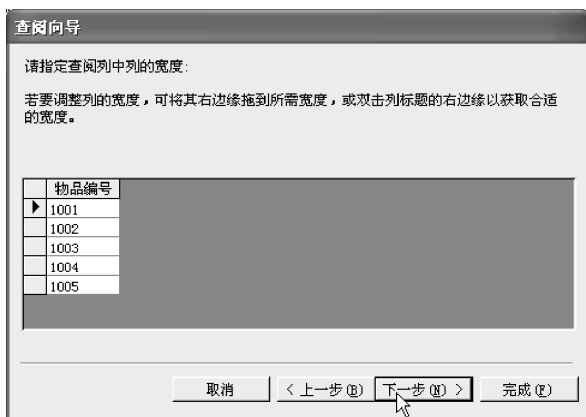 查阅向导
请指定查阅列中列的宽度:
若要调整列的宽度，可将其右边缘拖到所需宽度，或双击列标题的右边缘以获取合适
的宽度。
物品编号
1001
1002
1003
1004
1005
取消 < 上一步(B) 下一步(N) > 完成(F)